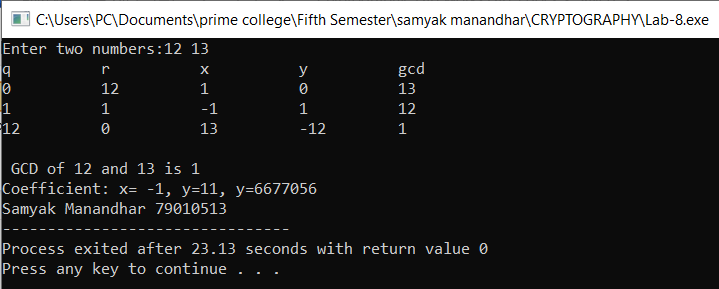 C:\Users\PC\Documents\prime college\Fifth Semester\samyak manandhar\CRYPTOGRAPHY\Lab-8.exe
Enter two numbers:12 13
q r x y gcd
0 12 1 0 13
1 1 -1 1 12
12 0 13 -12 1
GCD of 12 and 13 is 1
Coefficient: x= -1, y=11, y=6677056
Samyak Manandhar 79010513
--------------------------------
Process exited after 23.13 seconds with return value 0
Press any key to continue . . .